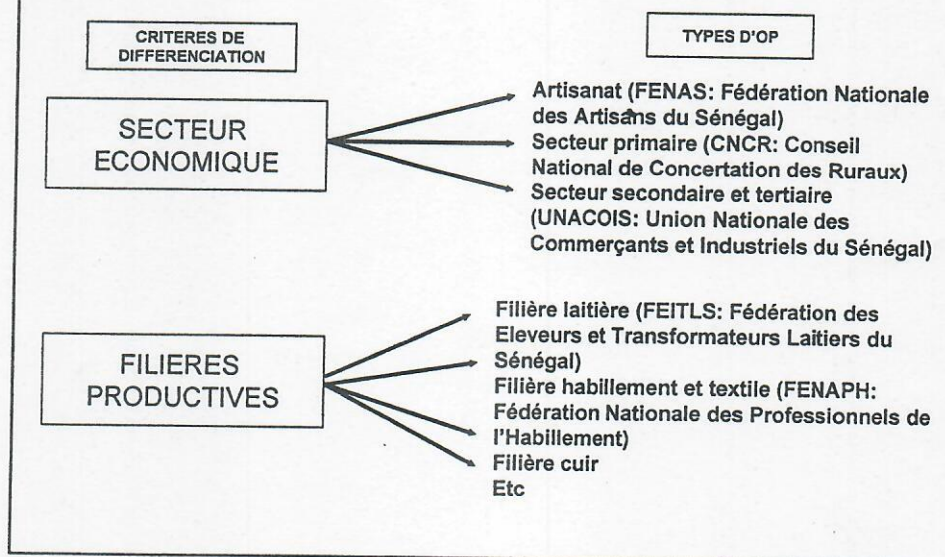 CRITERES DE
DIFFERENCIATION
TYPES D'OP
SECTEUR
ECONOMIQUE
Artisanat (FENAS: Fédération Nationale
des Artisans du Sénégal)
Secteur primaire (CNCR: Conseil
National de Concertation des Ruraux)
Secteur secondaire et tertiaire
(UNACOIS: Union Nationale des
Commerçants et Industriels du Sénégal)
FILIERES
PRODUCTIVES
Filière laitière (FEITLS: Fédération des
Eleveurs et Transformateurs Laitiers du
Sénégal)
Filière habillement et textile (FENAPH:
Fédération Nationale des Professionnels de
l'Habillement)
Filière cuir
Etc